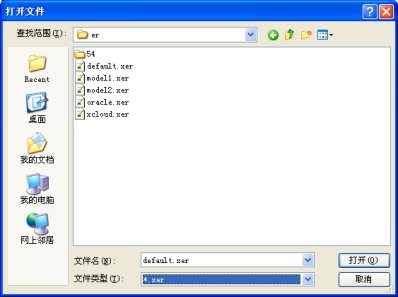 打开文件
查找范围(I):
er
54
default.xer
model1.xer
model2.xer
oracle.xer
xcloud.xer
Recent
桌面
我的文档
我的电脑
网上邻居
文件名(N):
default.xer
打开(O)
文件类型(T):
*.xer
取消